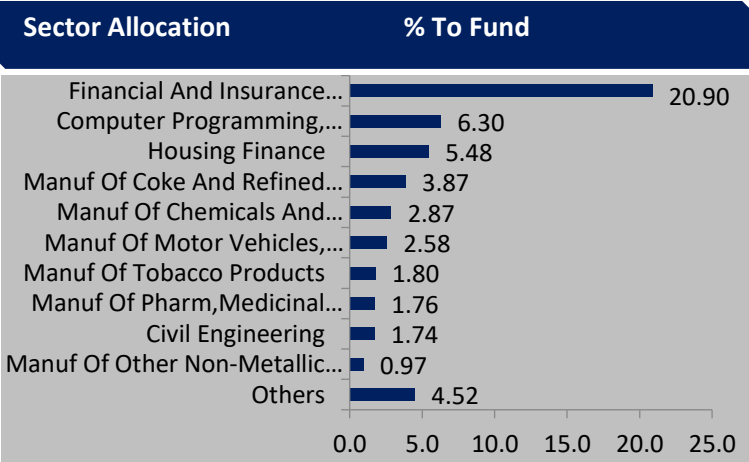 Sector Allocation % To Fund
Financial And Insurance... 20.90
Computer Programming,... 6.30
Housing Finance 5.48
Manuf Of Coke And Refined... 3.87
Manuf Of Chemicals And... 2.87
Manuf Of Motor Vehicles,... 2.58
Manuf Of Tobacco Products 1.80
Manuf Of Pharm,Medicinal... 1.76
Civil Engineering 1.74
Manuf Of Other Non-Metallic... 0.97
Others 4.52
0.0 5.0 10.0 15.0 20.0 25.0